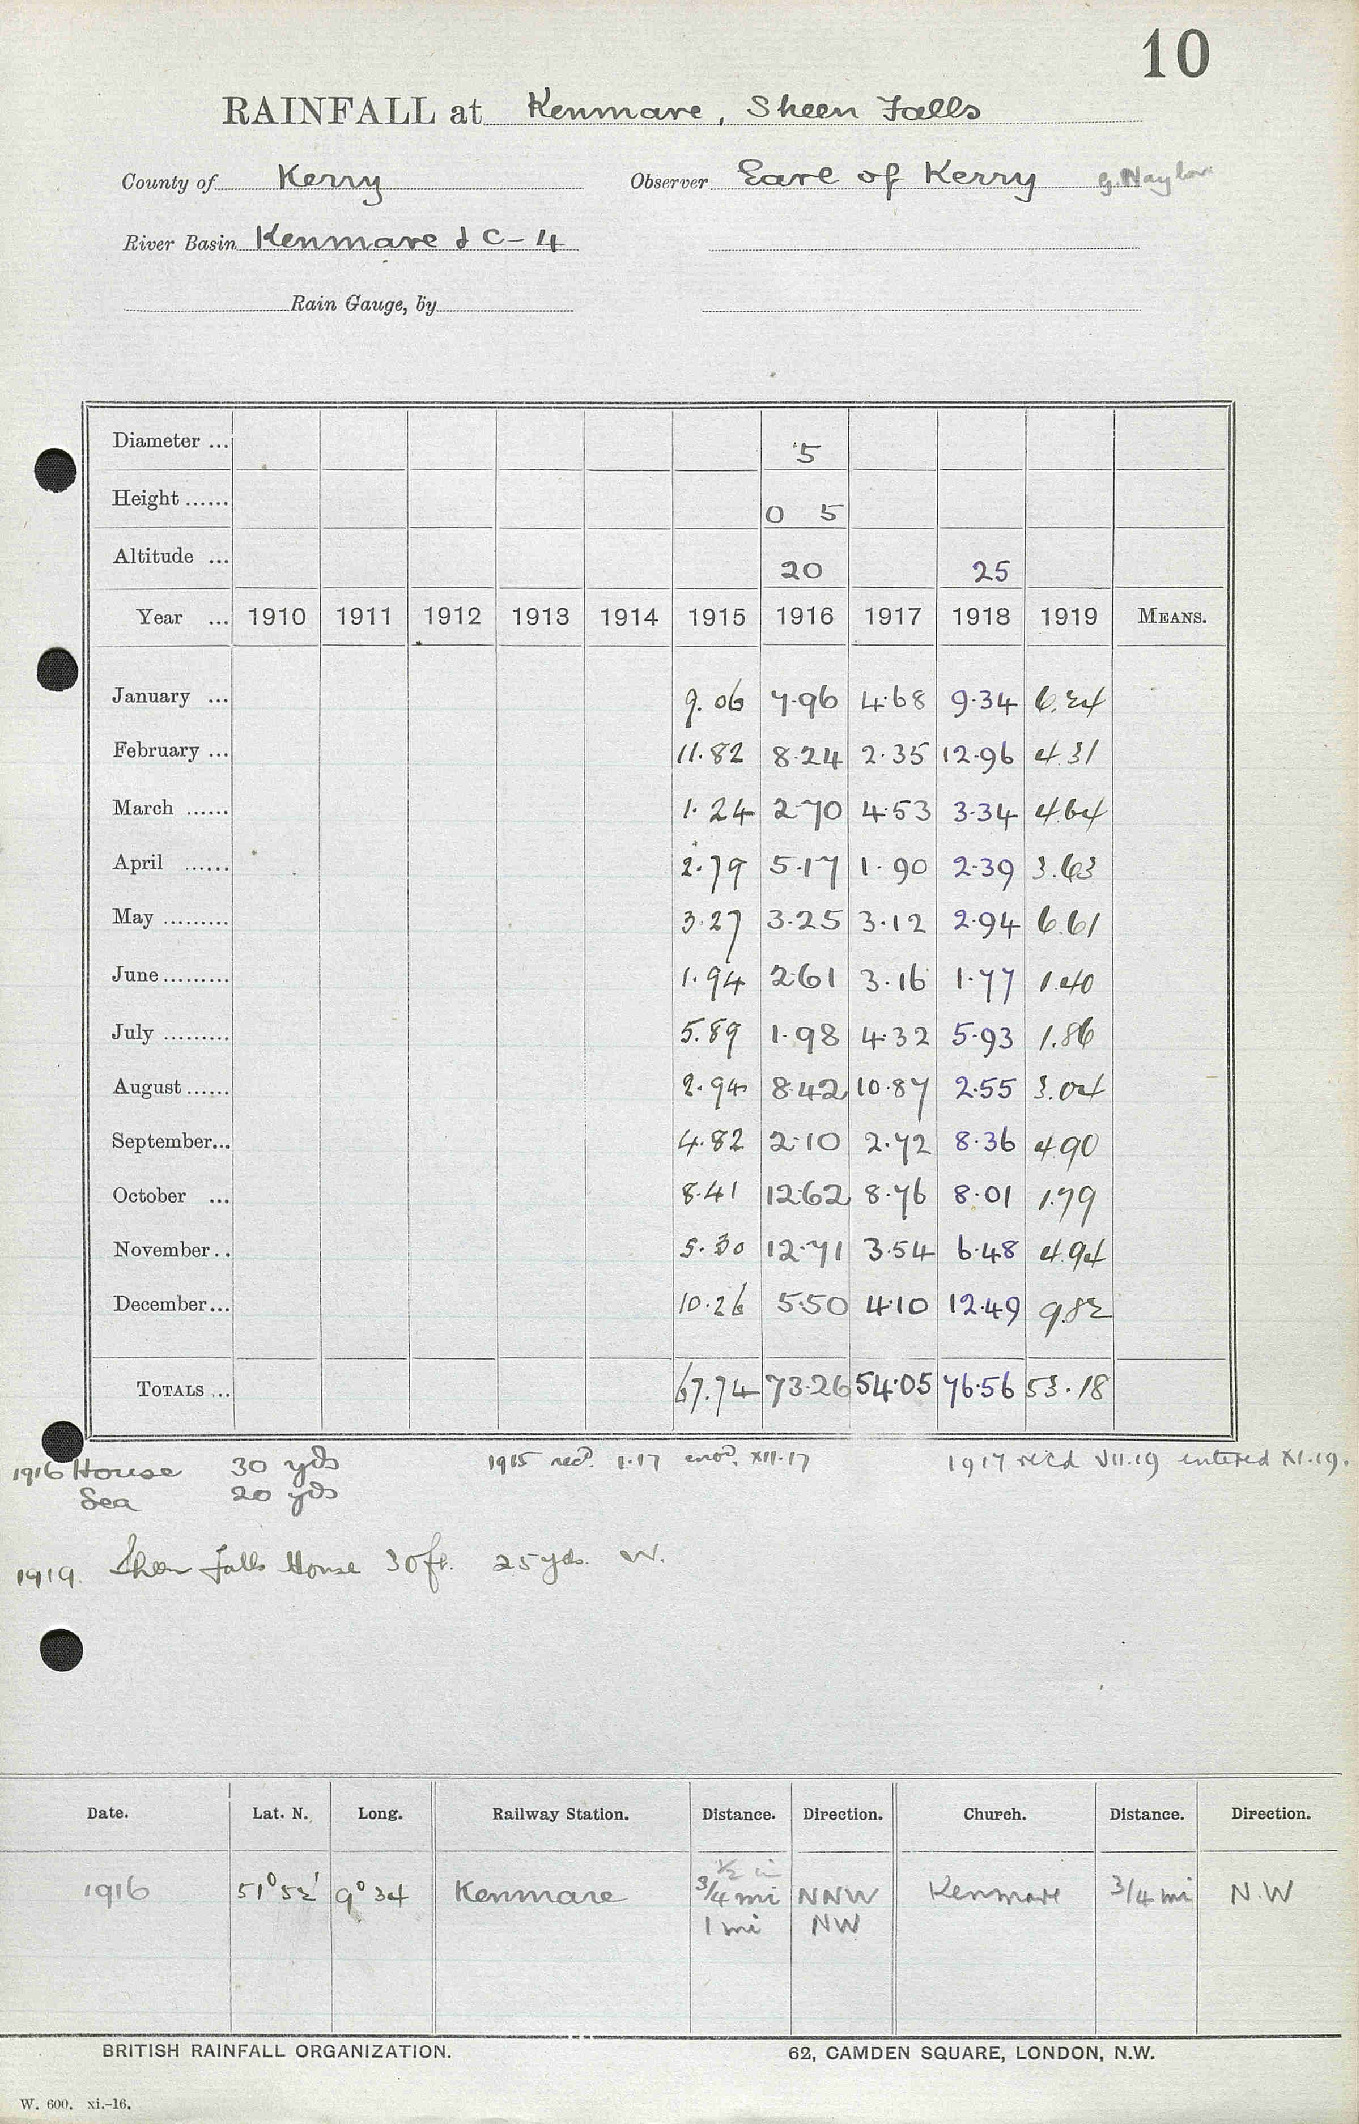 10
RAINFALL at Kenmare, Sheen Falls
County of Kerry Observer Earl of Kerry G. Naylor
River Basin Kenmare & C-4
Rain Gauge, by
Diameter ... 5
Height ...... 0 5
Altitude ... 20 25
Year ... 1910 1911 1912 1913 1914 1915 1916 1917 1918 1919 MEANS.
January ... 9.06 7.96 4.68 9.34 6.24
February ... 11.82 8.24 2.35 12.96 4.31
March ...... 1.24 2.70 4.53 3.34 4.64
April ...... 2.79 5.17 1.90 2.39 3.63
May ......... 3.27 3.25 3.12 2.94 6.61
June ......... 1.94 2.61 3.16 1.77 1.40
July ......... 5.89 1.98 4.32 5.93 1.86
August ...... 2.94 8.42 10.87 2.55 3.04
September... 4.82 2.10 2.72 8.36 4.90
October ... 8.41 12.62 8.76 8.01 1.79
November.. 5.30 12.71 3.54 6.48 4.94
December... 10.26 5.50 4.10 12.49 9.82
TOTALS ... 67.74 73.26 54.05 76.56 53.18
1916 House 30 yds 1915 recd. 1.17 entd. XII.17 1917 rec'd VII.19 entered XI.19.
Sea 20 yds
1919. Sheen Falls House 30 ft. 25 yds. W.
Date. Lat. N. Long. Railway Station. Distance. Direction. Church. Distance. Direction.
1/2
1916 51° 52' 9° 34 Kenmare 3/4 mi NNW Kenmare 3/4 mi N.W
1 mi NW
BRITISH RAINFALL ORGANIZATION. 62, CAMDEN SQUARE, LONDON, N.W.
W. 600. xi.-16.